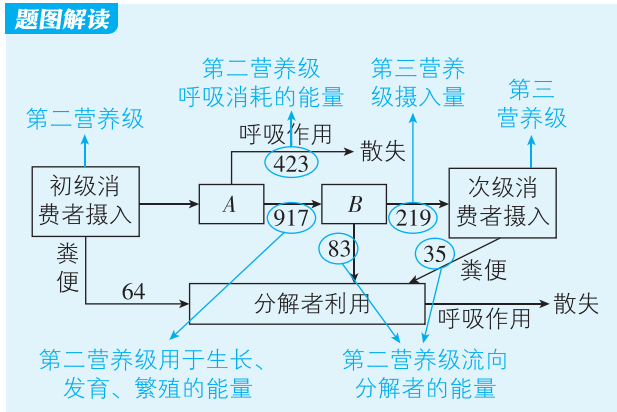 题图解读
第二营养级
呼吸消耗的能量
第三营养
级摄入量
第三
营养级
第二营养级
呼吸作用
散失
423
初级消
费者摄入
A
917
B
219
次级消
费者摄入
粪
便
83
35
粪便
64
分解者利用
散失
呼吸作用
第二营养级用于生长、
发育、繁殖的能量
第二营养级流向
分解者的能量